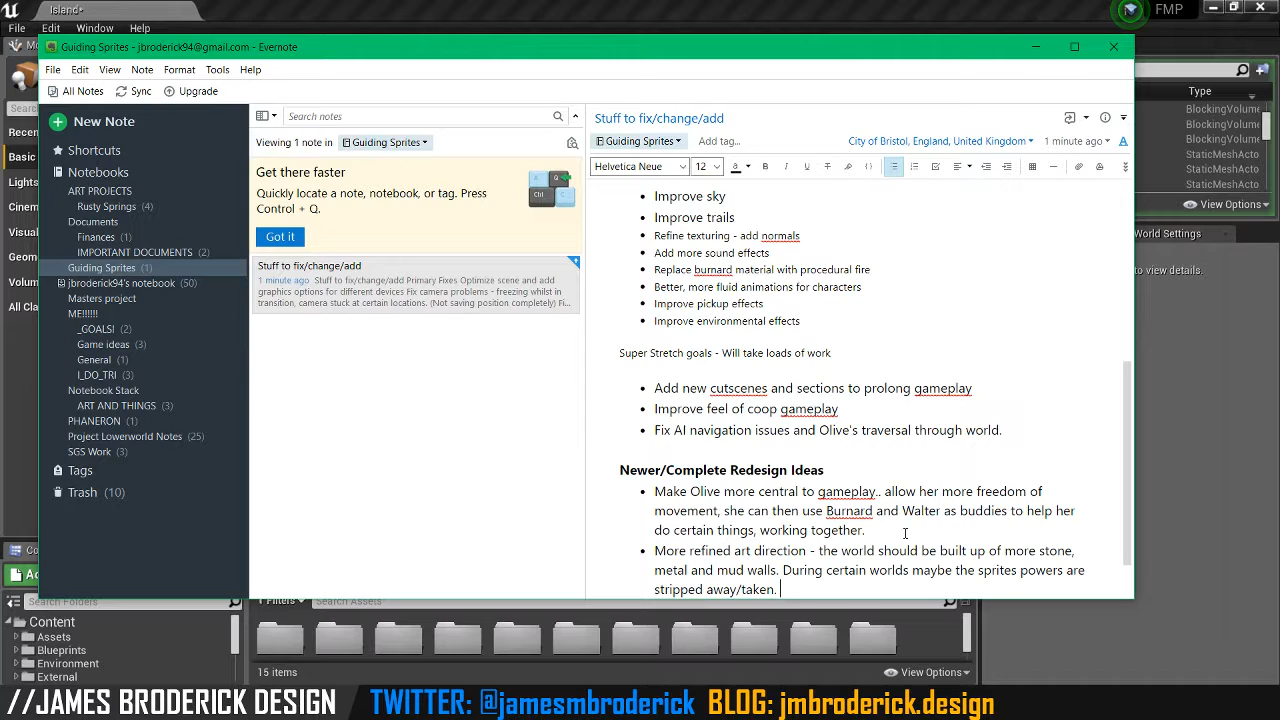 Island•
FMP
File Edit Window Help
Guiding Sprites - jbroderick94@gmail.com - Evernote
File Edit View Note Format Tools Help
All Notes Sync Upgrade
New Note
Shortcuts
Notebooks
ART PROJECTS
Rusty Springs (4)
Documents
Finances (1)
IMPORTANT DOCUMENTS (2)
Guiding Sprites (1)
jbroderick94's notebook (50)
Masters project
ME!!!!!!
_GOALS! (2)
Game ideas (3)
General (1)
I_DO_TRI (3)
Notebook Stack
ART AND THINGS (3)
PHANERON (1)
Project Lowerworld Notes (25)
SGS Work (3)
Tags
Trash (10)
Search notes
Viewing 1 note in Guiding Sprites
Get there faster
Quickly locate a note, notebook, or tag. Press
Control + Q.
Q
Ctrl
Got it
Stuff to fix/change/add
1 minute ago Stuff to fix/change/add Primary Fixes Optimize scene and add
graphics options for different devices Fix camera problems - freezing whilst in
transition, camera stuck at certain locations. (Not saving position completely) Fi...
Stuff to fix/change/add
Guiding Sprites Add tag... City of Bristol, England, United Kingdom 1 minute ago
Helvetica Neue 12 a B I U T
• Improve sky
• Improve trails
• Refine texturing - add normals
• Add more sound effects
• Replace burnard material with procedural fire
• Better, more fluid animations for characters
• Improve pickup effects
• Improve environmental effects
Super Stretch goals - Will take loads of work
• Add new cutscenes and sections to prolong gameplay
• Improve feel of coop gameplay
• Fix AI navigation issues and Olive's traversal through world.
Newer/Complete Redesign Ideas
• Make Olive more central to gameplay.. allow her more freedom of
movement, she can then use Burnard and Walter as buddies to help her
do certain things, working together.
• More refined art direction - the world should be built up of more stone,
metal and mud walls. During certain worlds maybe the sprites powers are
stripped away/taken.
Type
BlockingVolume
BlockingVolume
BlockingVolume
StaticMeshActo
StaticMeshActo
StaticMeshActo
View Options
World Settings
view details.
Mo
Search
Recen
Basic
Lights
Cinem
Visua
Geom
Volum
All Cla
Co
Ad
Search Folders
Content
Assets
Blueprints
Environment
External
Filters Search Assets
15 items
View Options
//JAMES BRODERICK DESIGN TWITTER: @jamesmbroderick BLOG: jmbroderick.design